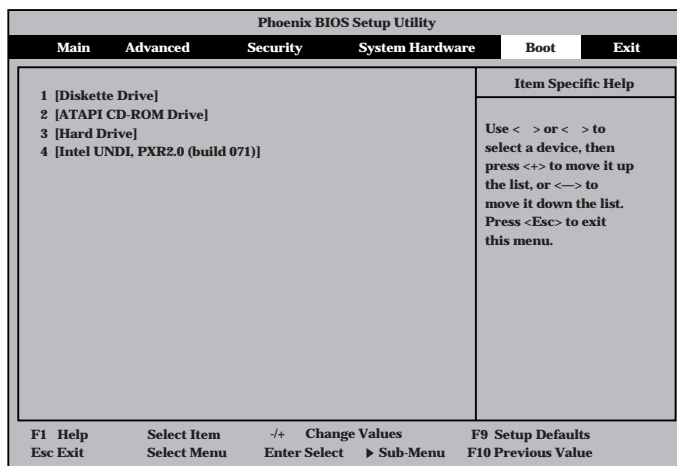 Phoenix BIOS Setup Utility
Main Advanced Security System Hardware Boot Exit
1 [Diskette Drive]
2 [ATAPI CD-ROM Drive]
3 [Hard Drive]
4 [Intel UNDI, PXR2.0 (build 071)]
Item Specific Help
Use < > or < > to
select a device, then
press <+> to move it up
the list, or <—> to
move it down the list.
Press <Esc> to exit
this menu.
F1 Help Select Item -/+ Change Values F9 Setup Defaults
Esc Exit Select Menu Enter Select ▶ Sub-Menu F10 Previous Value